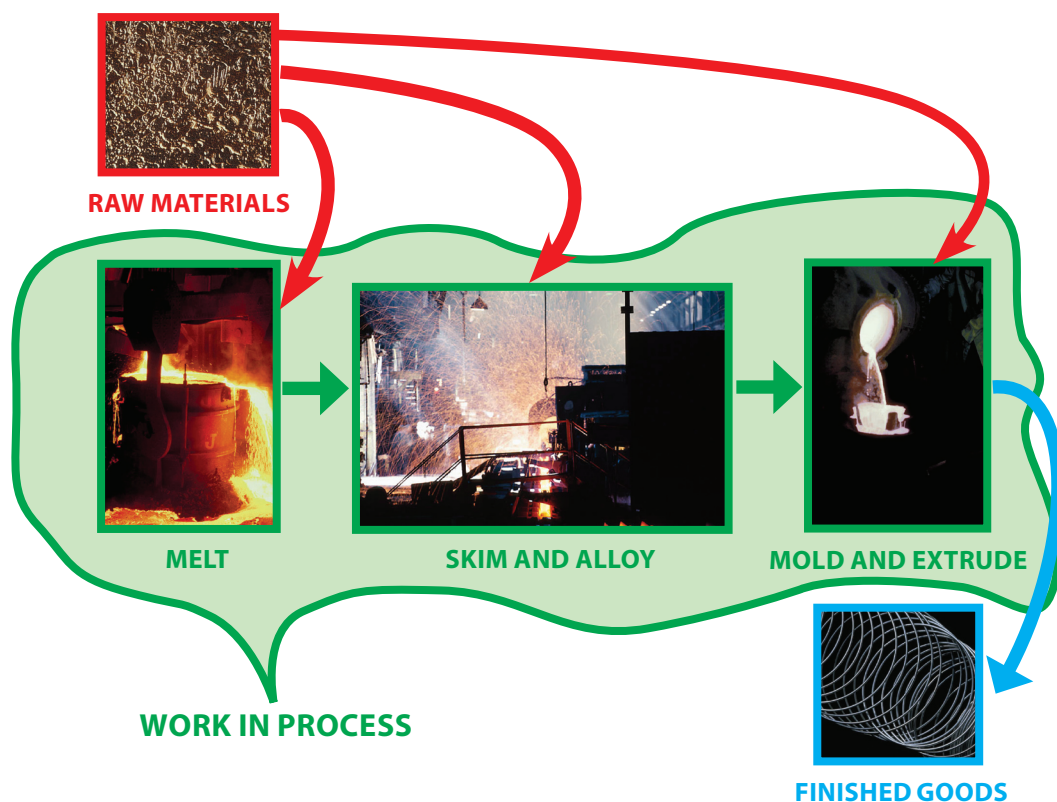 RAW MATERIALS
MELT
SKIM AND ALLOY
MOLD AND EXTRUDE
WORK IN PROCESS
FINISHED GOODS